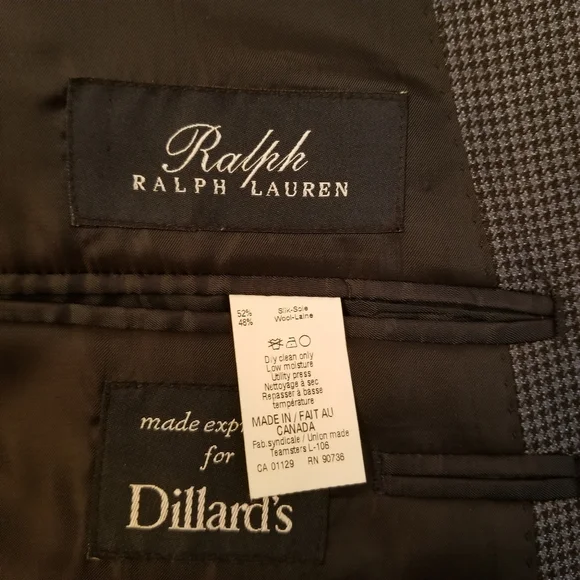 Ralph
RALPH LAUREN
52% Silk-Soie
48% Wool-Laine
Dry clean only
Low moisture
Utility press
Nettoyage à sec
Repasser à basse
température
MADE IN / FAIT AU
CANADA
Fab.syndicale / Union made
Teamsters L-106
CA 01129 RN 90736
made exp
for
Dillard's